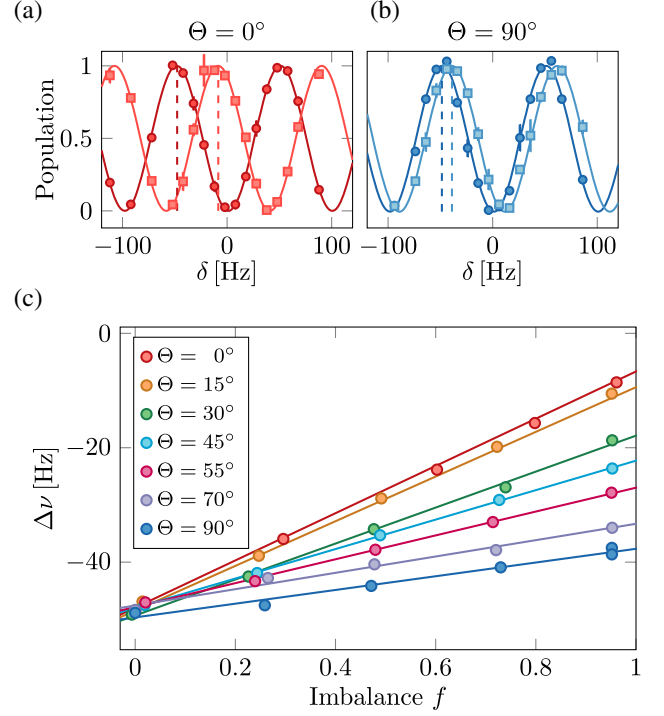 (a) Θ = 0° (b) Θ = 90°
Population
1
0.5
0
−100 0 100 −100 0 100
δ [Hz] δ [Hz]
(c)
0
−20
−40
Δν [Hz]
Θ = 0°
Θ = 15°
Θ = 30°
Θ = 45°
Θ = 55°
Θ = 70°
Θ = 90°
0 0.2 0.4 0.6 0.8 1
Imbalance f